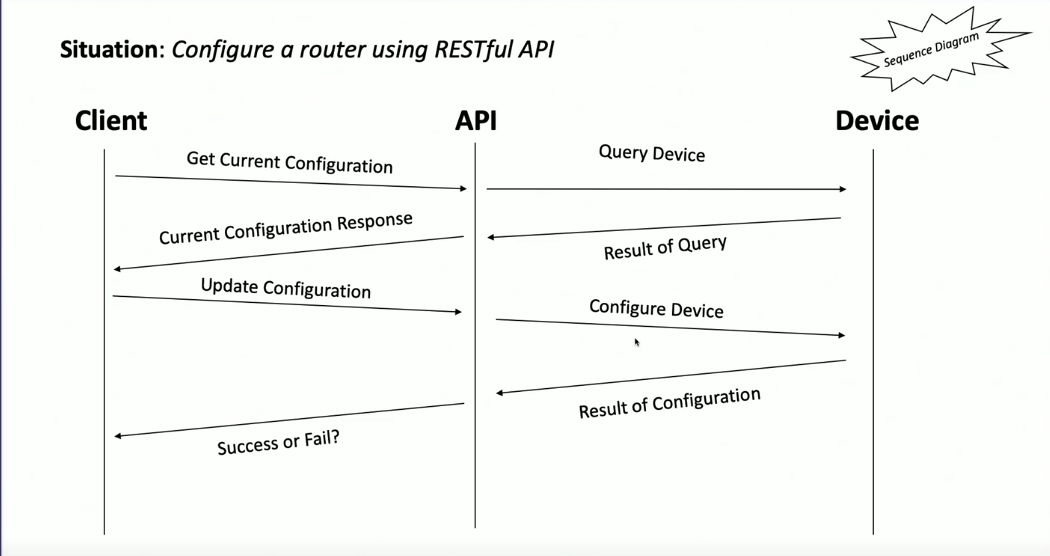 Situation: Configure a router using RESTful API
Sequence Diagram
Client
API
Device
Get Current Configuration
Query Device
Current Configuration Response
Result of Query
Update Configuration
Configure Device
Result of Configuration
Success or Fail?